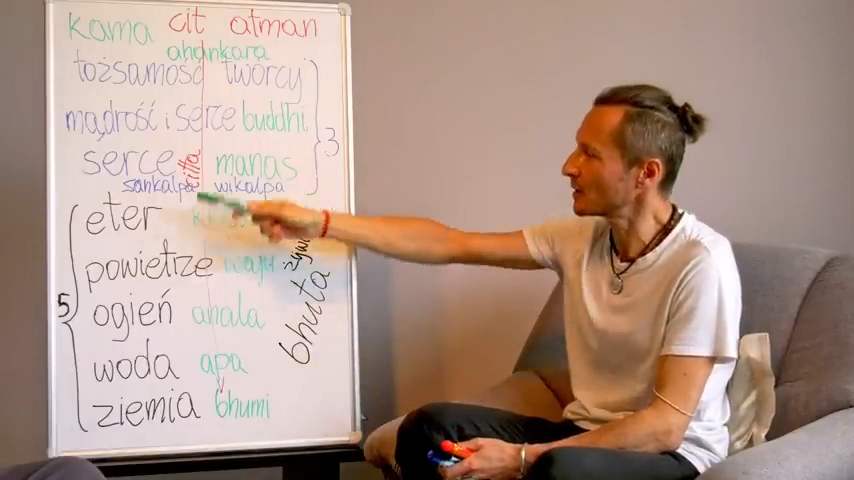 kama cit atman
ahankara
tożsamość twórcy
mądrość i serce buddhi
3
serce citta manas
sankalpa wikalpa
eter
powietrze waju
5 ogień anala
woda apa
ziemia bhumi
bhuta